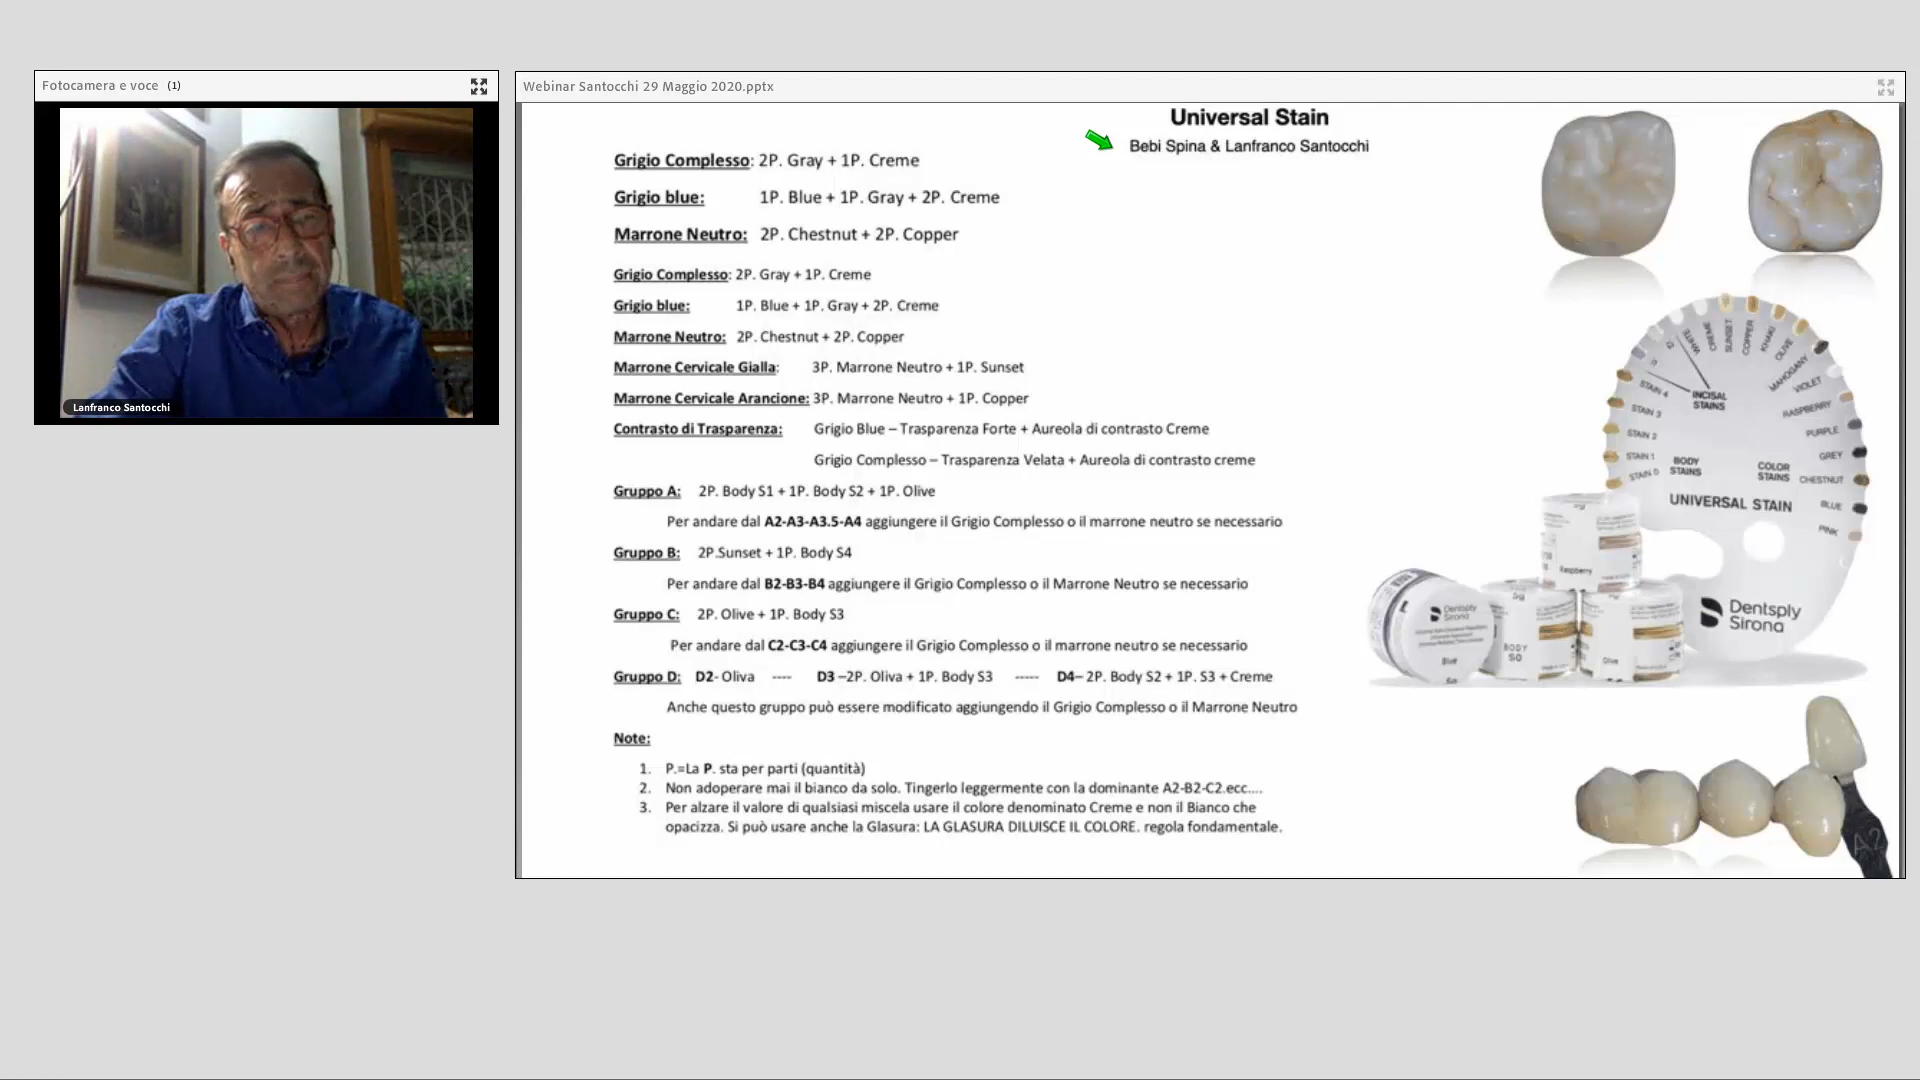 Fotocamera e voce (1)
Lanfranco Santocchi
Webinar Santocchi 29 Maggio 2020.pptx
Universal Stain
Bebi Spina & Lanfranco Santocchi
Grigio Complesso: 2P. Gray + 1P. Creme
Grigio blue: 1P. Blue + 1P. Gray + 2P. Creme
Marrone Neutro: 2P. Chestnut + 2P. Copper
Grigio Complesso: 2P. Gray + 1P. Creme
Grigio blue: 1P. Blue + 1P. Gray + 2P. Creme
Marrone Neutro: 2P. Chestnut + 2P. Copper
Marrone Cervicale Gialla: 3P. Marrone Neutro + 1P. Sunset
Marrone Cervicale Arancione: 3P. Marrone Neutro + 1P. Copper
Contrasto di Trasparenza: Grigio Blue – Trasparenza Forte + Aureola di contrasto Creme
Grigio Complesso – Trasparenza Velata + Aureola di contrasto creme
Gruppo A: 2P. Body S1 + 1P. Body S2 + 1P. Olive
Per andare dal A2-A3-A3.5-A4 aggiungere il Grigio Complesso o il marrone neutro se necessario
Gruppo B: 2P.Sunset + 1P. Body S4
Per andare dal B2-B3-B4 aggiungere il Grigio Complesso o il Marrone Neutro se necessario
Gruppo C: 2P. Olive + 1P. Body S3
Per andare dal C2-C3-C4 aggiungere il Grigio Complesso o il marrone neutro se necessario
Gruppo D: D2- Oliva ---- D3 –2P. Oliva + 1P. Body S3 ----- D4– 2P. Body S2 + 1P. S3 + Creme
Anche questo gruppo può essere modificato aggiungendo il Grigio Complesso o il Marrone Neutro
Note:
1. P.=La P. sta per parti (quantità)
2. Non adoperare mai il bianco da solo. Tingerlo leggermente con la dominante A2-B2-C2.ecc....
3. Per alzare il valore di qualsiasi miscela usare il colore denominato Creme e non il Bianco che
opacizza. Si può usare anche la Glasura: LA GLASURA DILUISCE IL COLORE. regola fondamentale.
WHITE
CREME
SUNSET
COPPER
KHAKI
OLIVE
MAHOGANY
VIOLET
RASPBERRY
PURPLE
GREY
CHESTNUT
BLUE
PINK
INCISAL
STAINS
STAIN 4
STAIN 3
STAIN 2
STAIN 1
STAIN 0
BODY
STAINS
COLOR
STAINS
UNIVERSAL STAIN
Dentsply
Sirona
Raspberry
Dentsply
Sirona
Blue
BODY
S0
Olive
A2